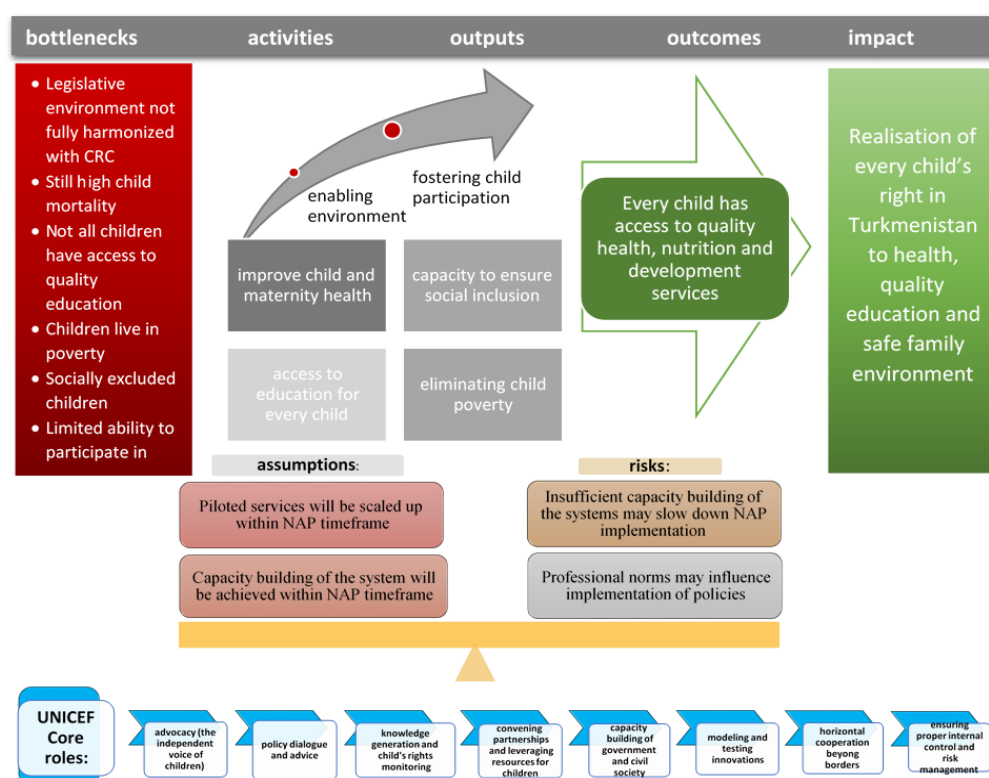 bottlenecks activities outputs outcomes impact
• Legislative
environment not
fully harmonized
with CRC
• Still high child
mortality
• Not all children
have access to
quality
education
• Children live in
poverty
• Socially excluded
children
• Limited ability to
participate in
enabling
environment
fostering child
participation
improve child and
maternity health
capacity to ensure
social inclusion
access to
education for
every child
eliminating child
poverty
Every child has
access to quality
health, nutrition and
development
services
Realisation of
every child's
right in
Turkmenistan
to health,
quality
education and
safe family
environment
assumptions:
Piloted services will be scaled up
within NAP timeframe
Capacity building of the system will
be achieved within NAP timeframe
risks:
Insufficient capacity building of
the systems may slow down NAP
implementation
Professional norms may influence
implementation of policies
UNICEF
Core
roles:
advocacy (the
independent
voice of
children)
policy dialogue
and advice
knowledge
generation and
child's rights
monitoring
convening
partnerships
and leveraging
resources for
children
capacity
building of
government
and civil
society
modeling and
testing
innovations
horizontal
cooperation
beyong
borders
ensuring
proper internal
control and
risk
management